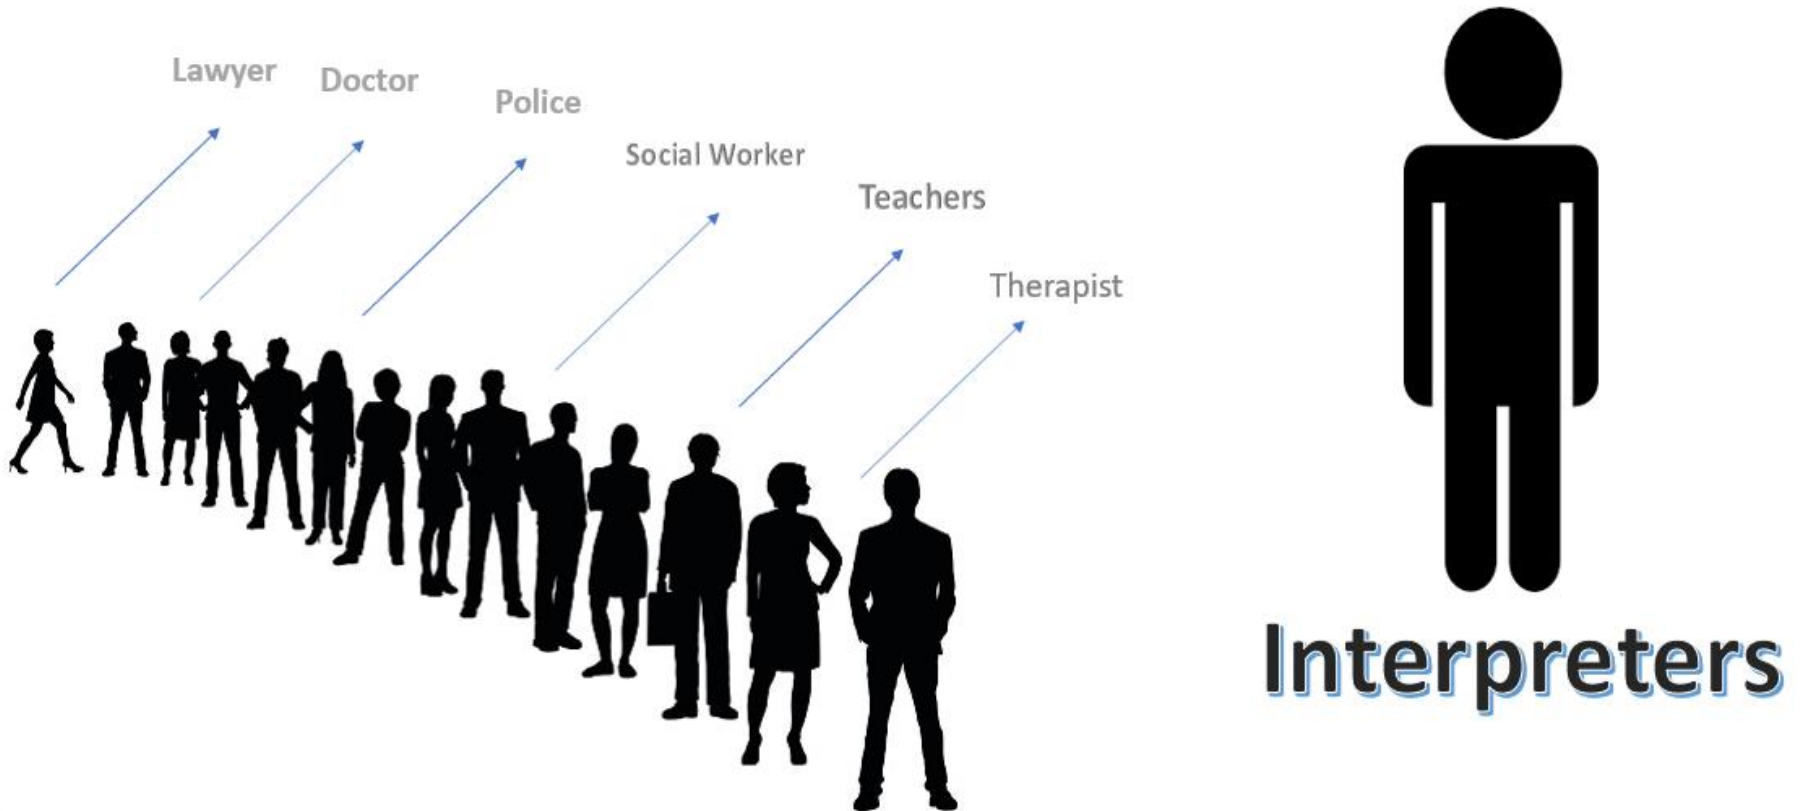 Lawyer
Doctor
Police
Social Worker
Teachers
Therapist
Interpreters